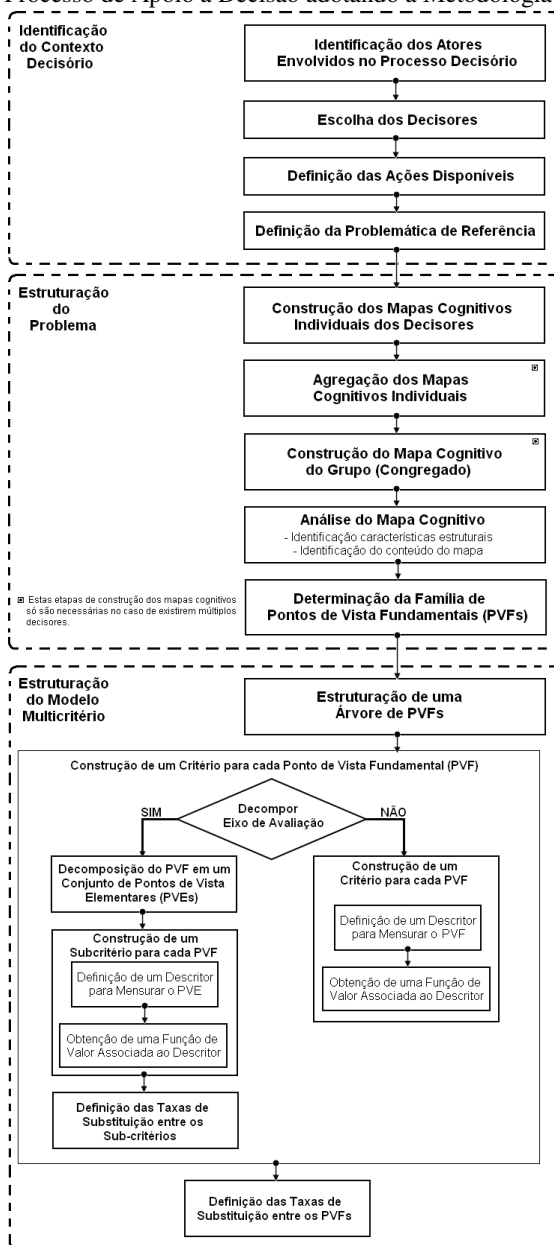 Processo de Apoio à Decisão adotando a Metodologia
Identificação
do Contexto
Decisório
Identificação dos Atores
Envolvidos no Processo Decisório
Escolha dos Decisores
Definição das Ações Disponíveis
Definição da Problemática de Referência
Estruturação
do
Problema
Construção dos Mapas Cognitivos
Individuais dos Decisores
Agregação dos Mapas
Cognitivos Individuais
Construção do Mapa Cognitivo
do Grupo (Congregado)
Análise do Mapa Cognitivo
- Identificação características estruturais
- Identificação do conteúdo do mapa
Estas etapas de construção dos mapas cognitivos
só são necessárias no caso de existirem múltiplos
decisores.
Determinação da Família de
Pontos de Vista Fundamentais (PVFs)
Estruturação
do Modelo
Multicritério
Estruturação de uma
Árvore de PVFs
Construção de um Critério para cada Ponto de Vista Fundamental (PVF)
Decompor
Eixo de Avaliação
SIM
NÃO
Decomposição do PVF em um
Conjunto de Pontos de Vista
Elementares (PVEs)
Construção de um
Subcritério para cada PVF
Definição de um Descritor
para Mensurar o PVE
Obtenção de uma Função de
Valor Associada ao Descritor
Definição das Taxas de
Substituição entre os
Sub-critérios
Construção de um
Critério para cada PVF
Definição de um Descritor
para Mensurar o PVF
Obtenção de uma Função de
Valor Associada ao Descritor
Definição das Taxas de
Substituição entre os PVFs